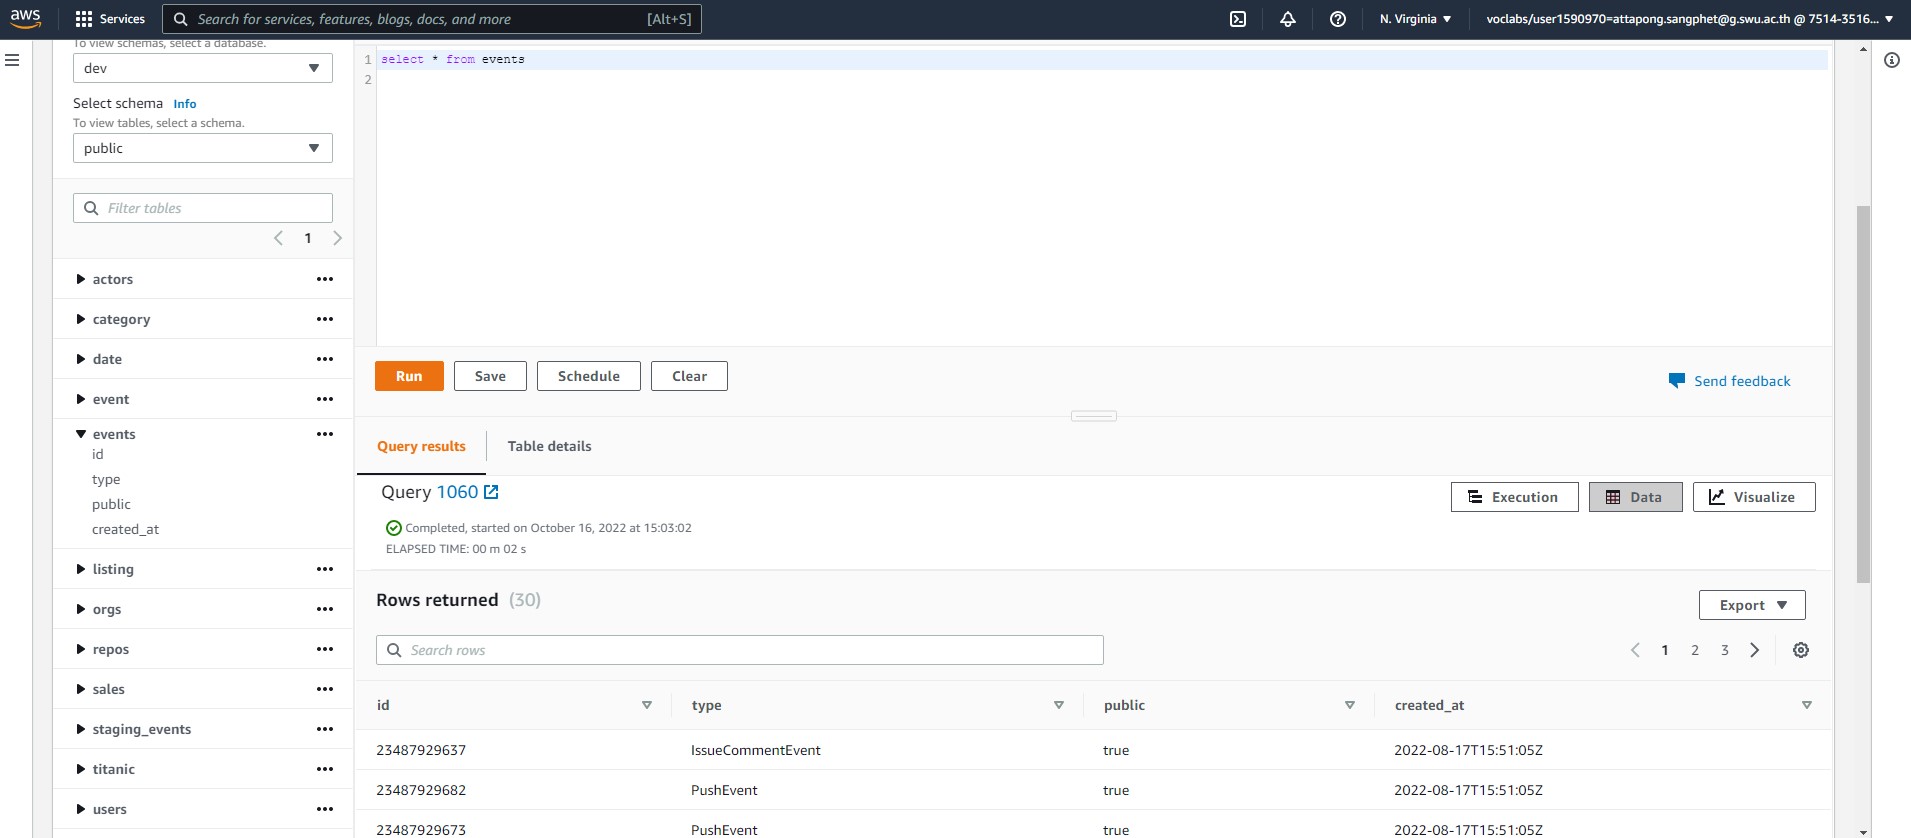 aws Services Search for services, features, blogs, docs, and more [Alt+S] N. Virginia voclabs/user1590970=attapong.sangphet@g.swu.ac.th @ 7514-3516...
To view schemas, select a database.
dev
Select schema Info
To view tables, select a schema.
public
Filter tables
1
actors
category
date
event
events
id
type
public
created_at
listing
orgs
repos
sales
staging_events
titanic
users
1 select * from events
2
Run Save Schedule Clear
Send feedback
Query results Table details
Query 1060
Execution Data Visualize
Completed, started on October 16, 2022 at 15:03:02
ELAPSED TIME: 00 m 02 s
Rows returned (30)
Export
Search rows
1 2 3
id type public created_at
23487929637 IssueCommentEvent true 2022-08-17T15:51:05Z
23487929682 PushEvent true 2022-08-17T15:51:05Z
23487929673 PushEvent true 2022-08-17T15:51:05Z